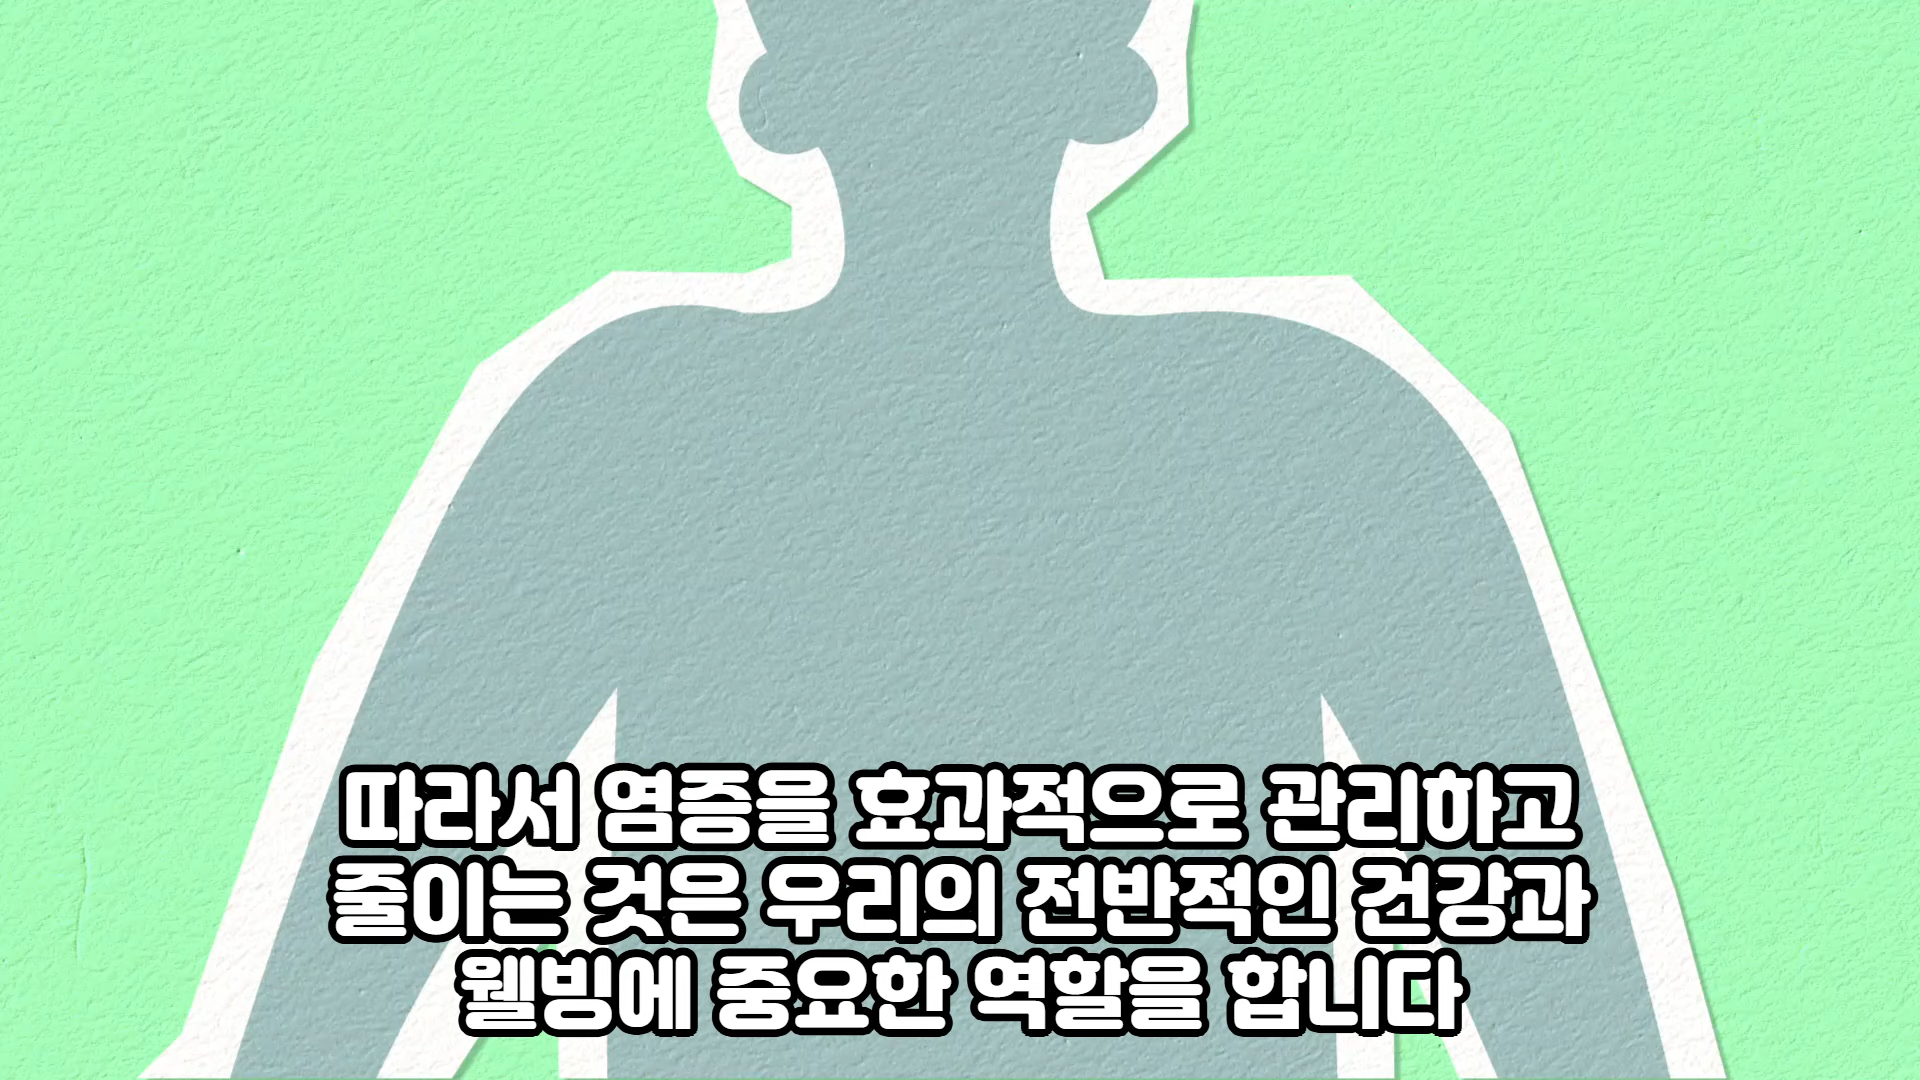 따라서 염증을 효과적으로 관리하고
줄이는 것은 우리의 전반적인 건강과
웰빙에 중요한 역할을 합니다